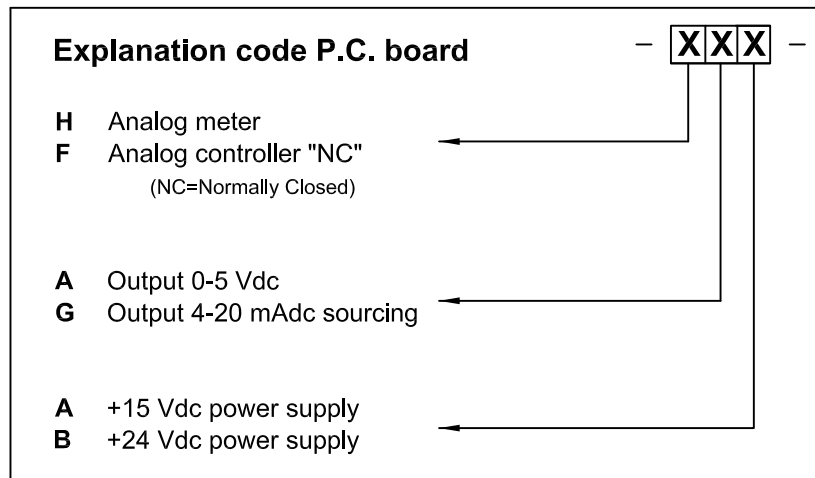 Explanation code P.C. board - XXX -
H Analog meter
F Analog controller "NC"
(NC=Normally Closed)
A Output 0-5 Vdc
G Output 4-20 mAdc sourcing
A +15 Vdc power supply
B +24 Vdc power supply